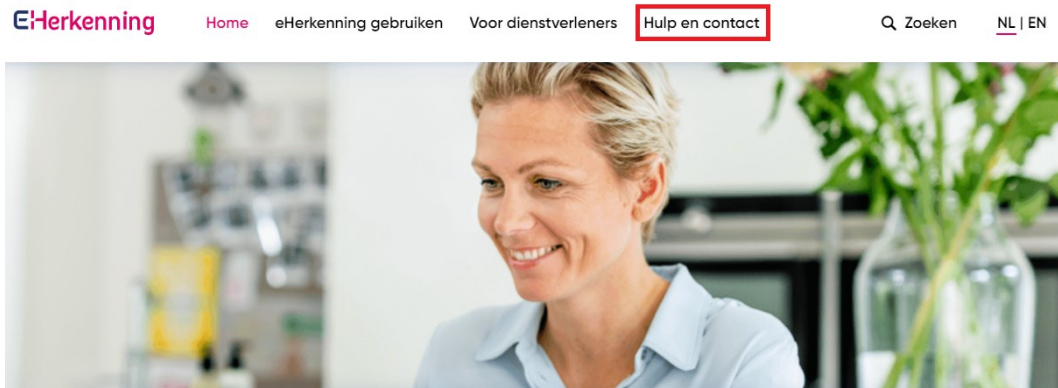 eHerkenning
Home
eHerkenning gebruiken
Voor dienstverleners
Hulp en contact
Zoeken
NL | EN